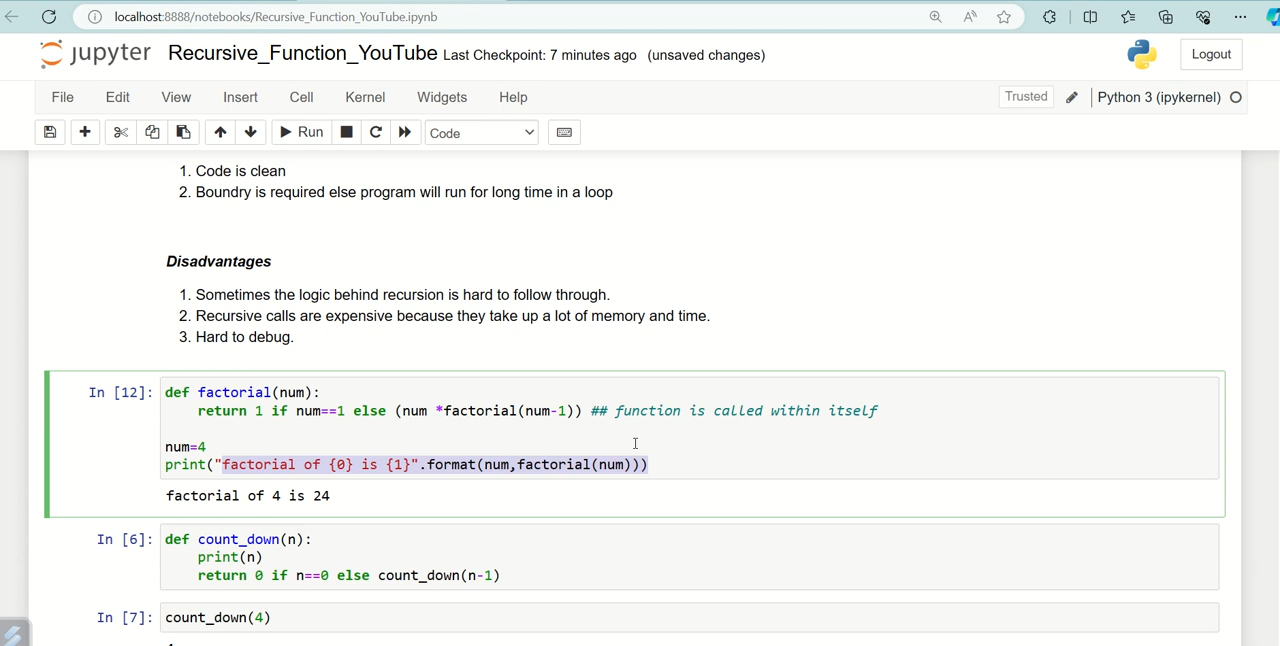 localhost:8888/notebooks/Recursive_Function_YouTube.ipynb
jupyter Recursive_Function_YouTube Last Checkpoint: 7 minutes ago (unsaved changes) Logout
File Edit View Insert Cell Kernel Widgets Help Trusted Python 3 (ipykernel)
Run Code
1. Code is clean
2. Boundry is required else program will run for long time in a loop
Disadvantages
1. Sometimes the logic behind recursion is hard to follow through.
2. Recursive calls are expensive because they take up a lot of memory and time.
3. Hard to debug.
In [12]: def factorial(num):
return 1 if num==1 else (num *factorial(num-1)) ## function is called within itself
num=4
print("factorial of {0} is {1}".format(num,factorial(num)))
factorial of 4 is 24
In [6]: def count_down(n):
print(n)
return 0 if n==0 else count_down(n-1)
In [7]: count_down(4)